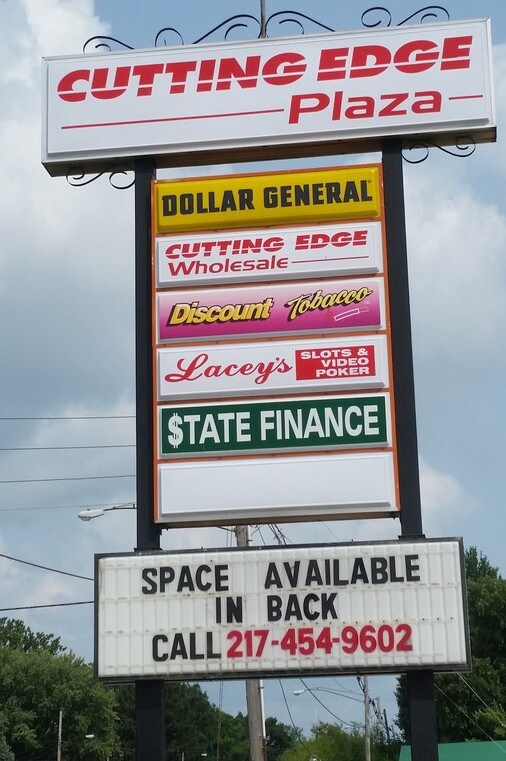 CUTTING EDGE
Plaza
DOLLAR GENERAL
CUTTING EDGE
Wholesale
Discount Tobacco
Lacey's SLOTS &
VIDEO
POKER
$TATE FINANCE
SPACE AVAILABLE
IN BACK
CALL 217-454-9602